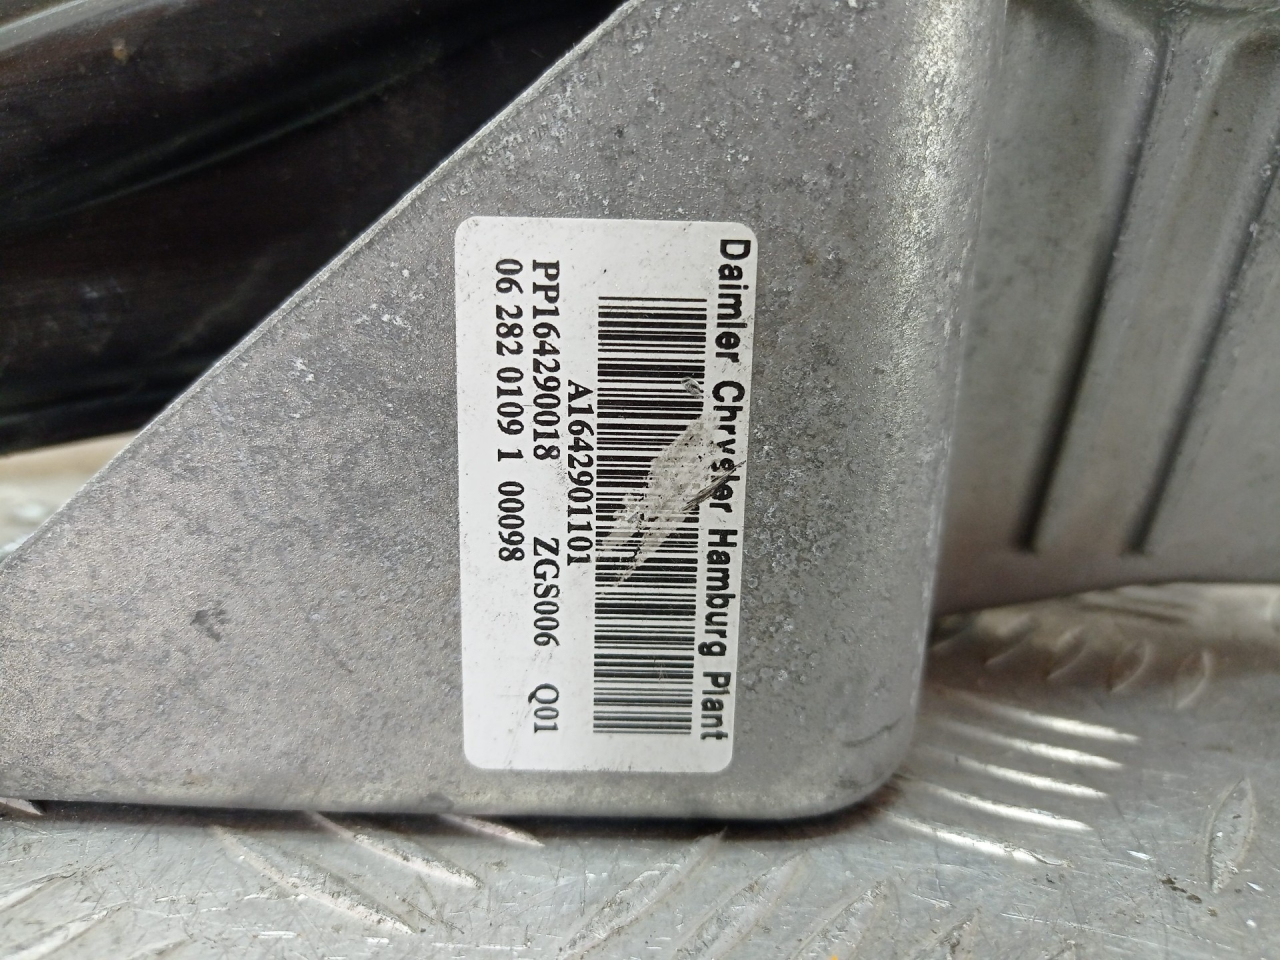 Daimler Chrysler Hamburg Plant
A1642901101
PP164290018 ZGS006 Q01
06 282 0109 1 00098